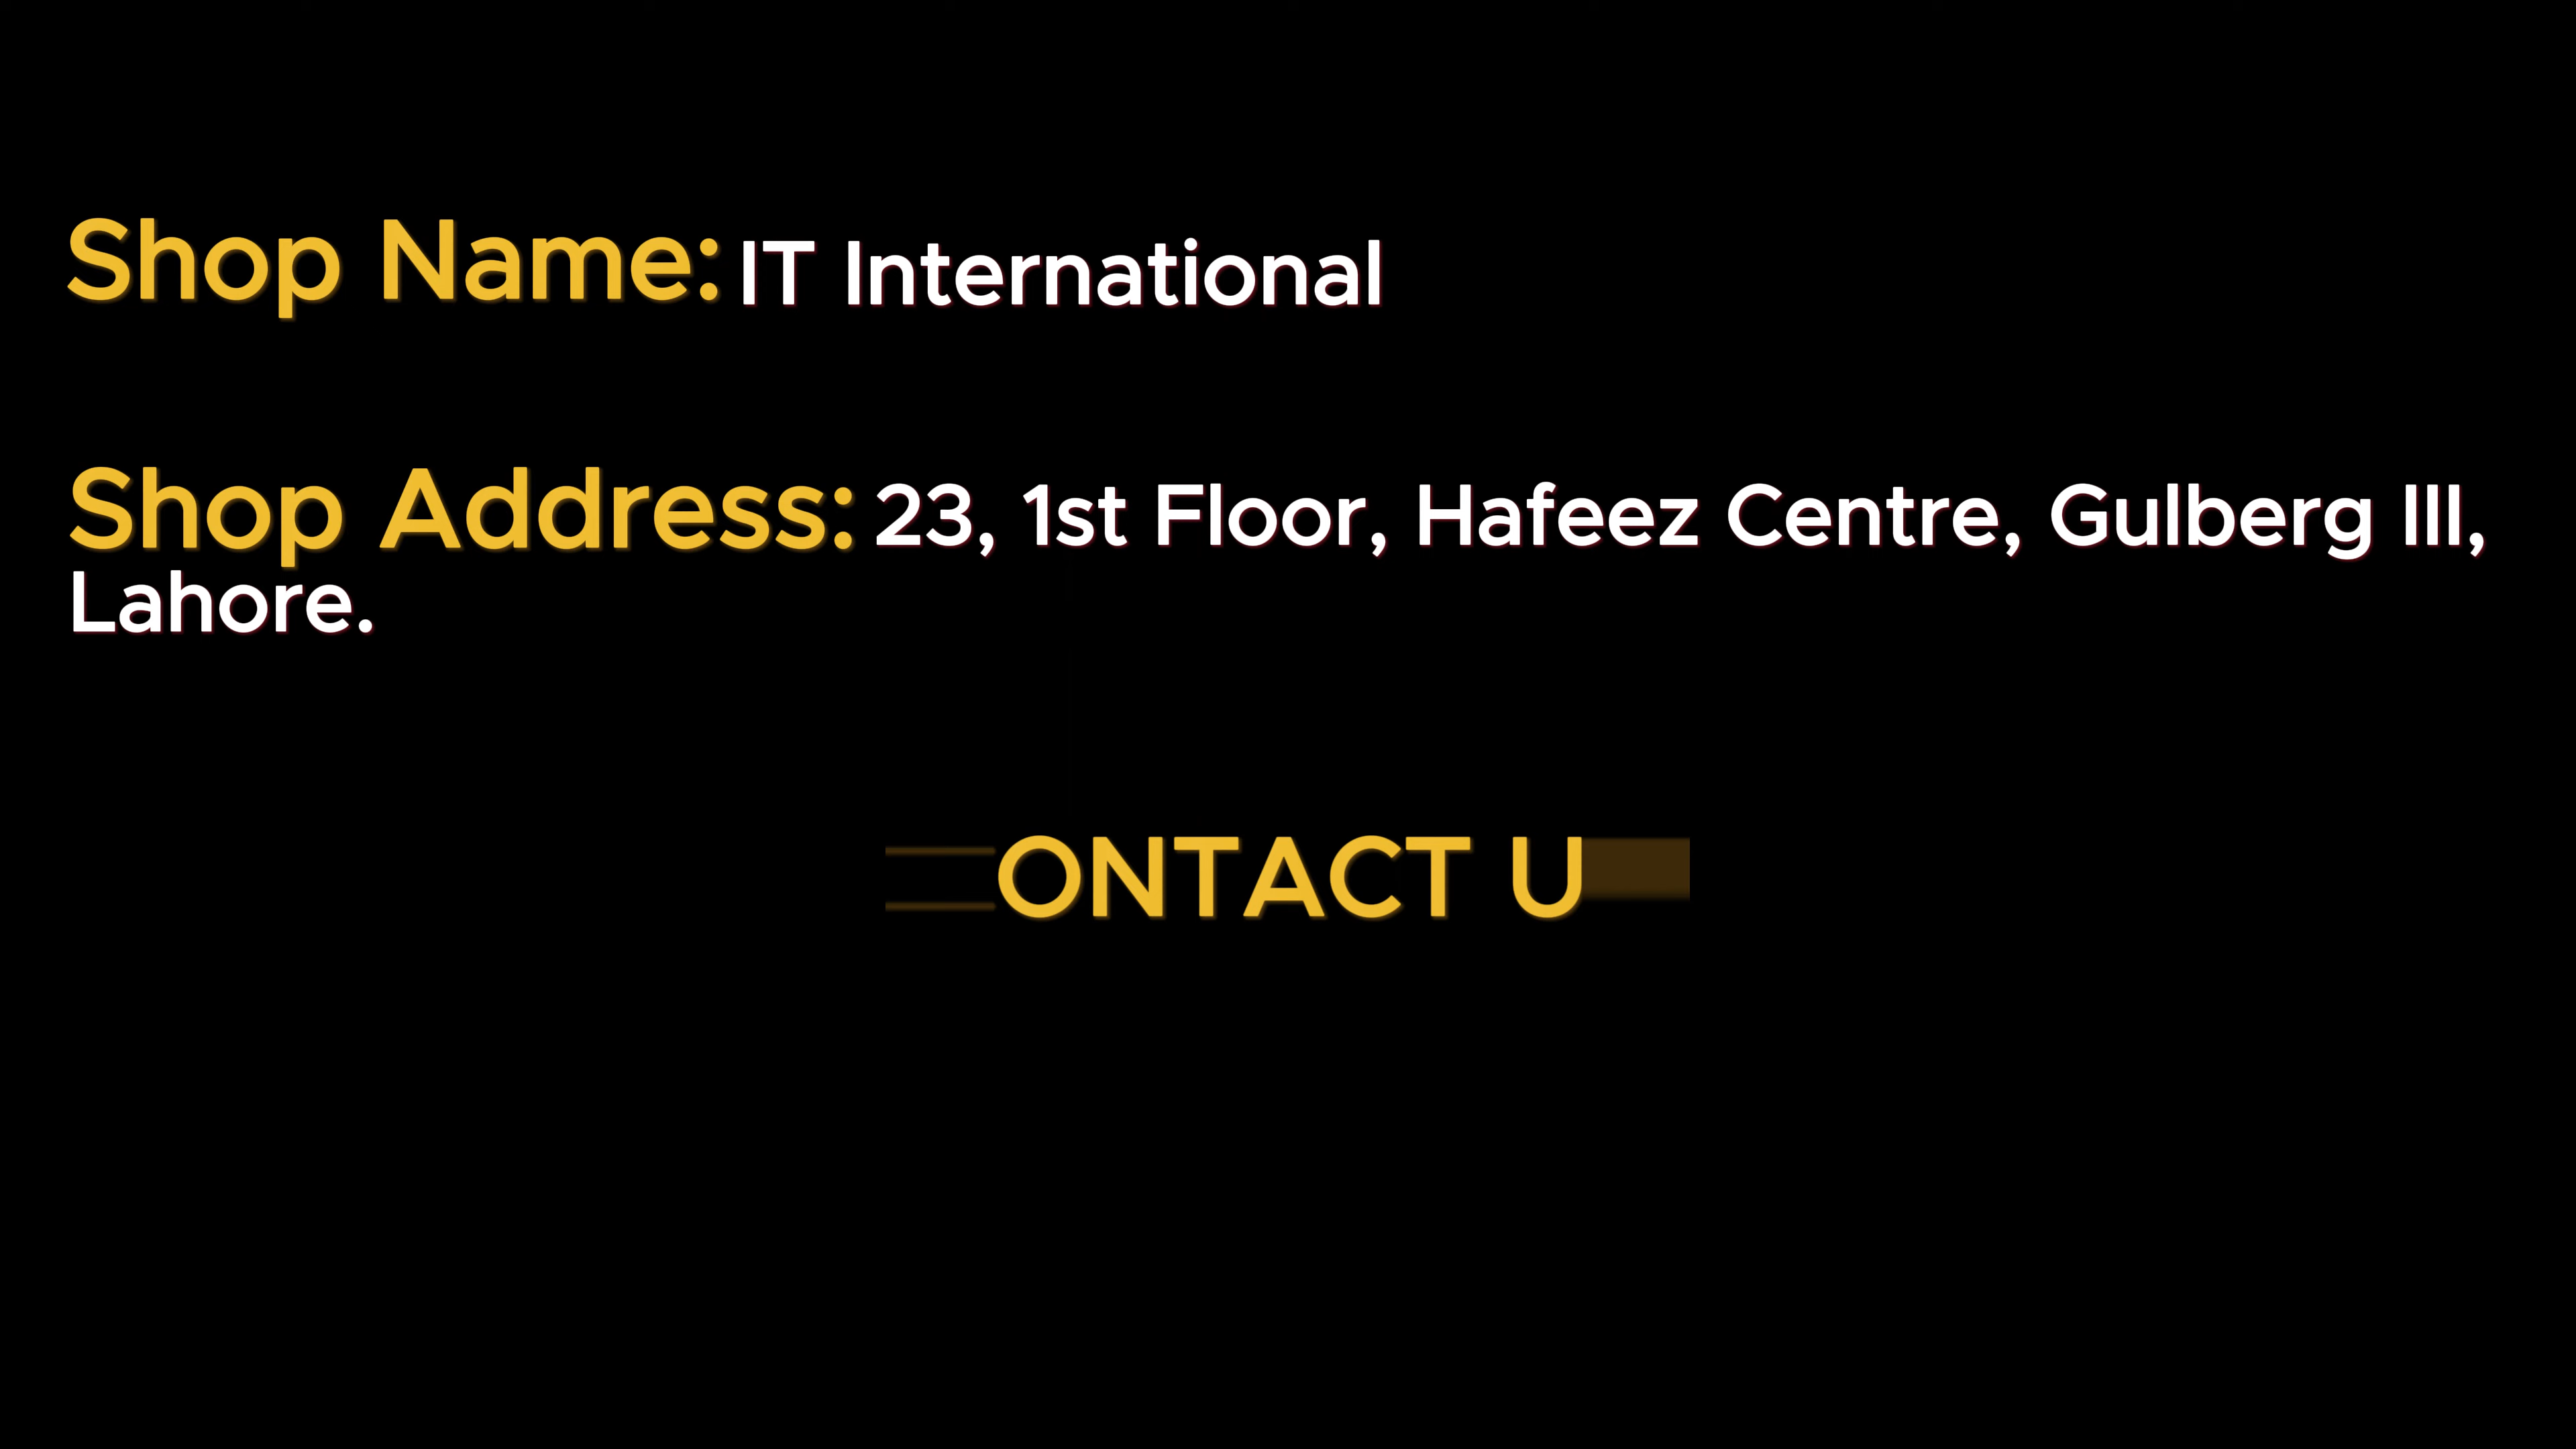 Shop Name: IT International
Shop Address: 23, 1st Floor, Hafeez Centre, Gulberg III,
Lahore.
ONTACT U